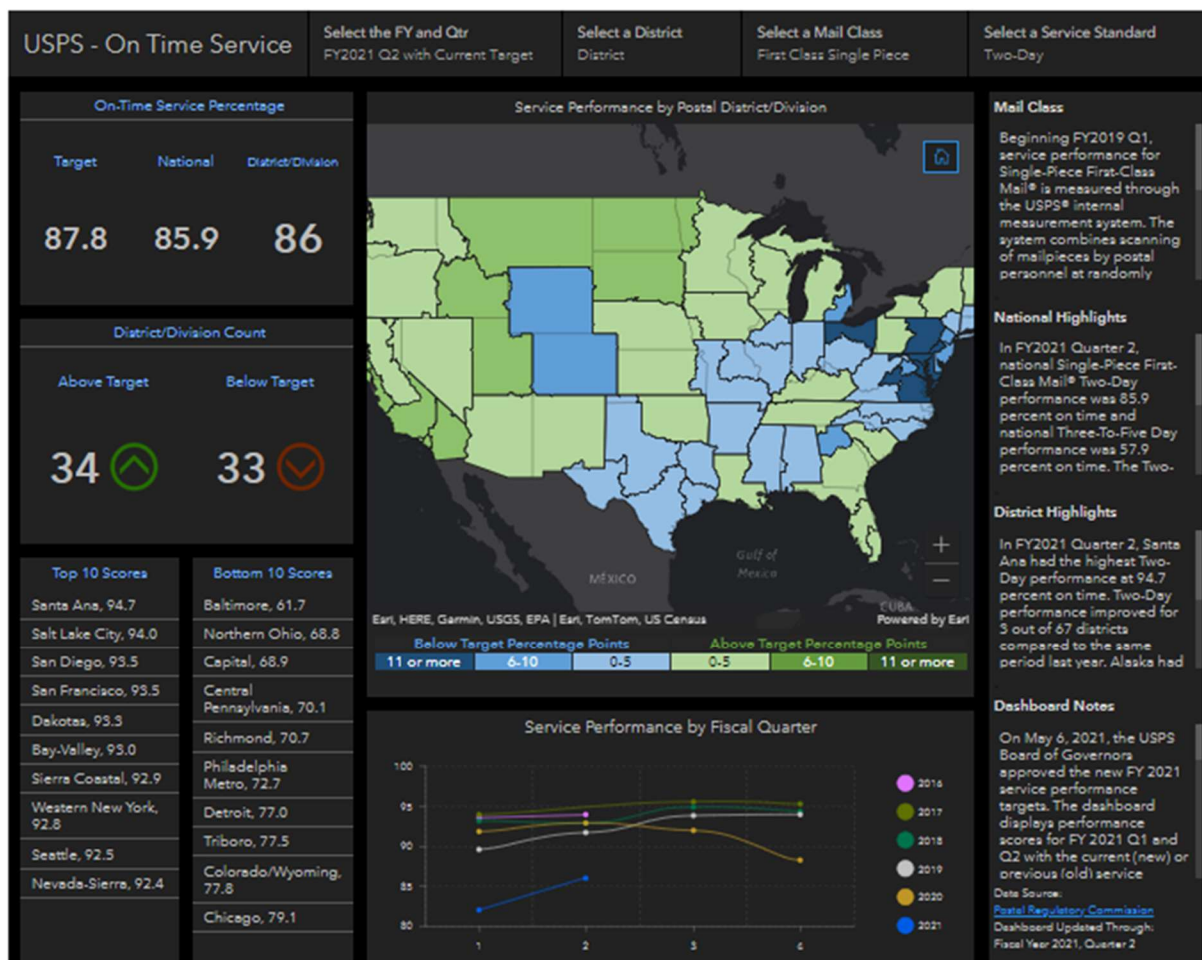 USPS - On Time Service
Select the FY and Qtr
FY2021 Q2 with Current Target
Select a District
District
Select a Mail Class
First Class Single Piece
Select a Service Standard
Two-Day
On-Time Service Percentage
Target
National
District/Division
87.8
85.9
86
District/Division Count
Above Target
Below Target
34
33
Top 10 Scores
Santa Ana, 94.7
Salt Lake City, 94.0
San Diego, 93.5
San Francisco, 93.5
Dakotas, 93.3
Bay-Valley, 93.0
Sierra Coastal, 92.9
Western New York,
92.8
Seattle, 92.5
Nevada-Sierra, 92.4
Bottom 10 Scores
Baltimore, 61.7
Northern Ohio, 68.8
Capital, 68.9
Central
Pennsylvania, 70.1
Richmond, 70.7
Philadelphia
Metro, 72.7
Detroit, 77.0
Triboro, 77.5
Colorado/Wyoming,
77.8
Chicago, 79.1
Service Performance by Postal District/Division
Gulf of
Mexico
MÉXICO
CUBA
+
−
Esri, HERE, Garmin, USGS, EPA | Esri, TomTom, US Census
Powered by Esri
Below Target Percentage Points
Above Target Percentage Points
11 or more
6-10
0-5
0-5
6-10
11 or more
Service Performance by Fiscal Quarter
100
95
90
85
80
1
2
3
4
2016
2017
2018
2019
2020
2021
Mail Class
Beginning FY2019 Q1,
service performance for
Single-Piece First-Class
Mail® is measured through
the USPS® internal
measurement system. The
system combines scanning
of mailpieces by postal
personnel at randomly
National Highlights
In FY2021 Quarter 2,
national Single-Piece First-
Class Mail® Two-Day
performance was 85.9
percent on time and
national Three-To-Five Day
performance was 57.9
percent on time. The Two-
District Highlights
In FY2021 Quarter 2, Santa
Ana had the highest Two-
Day performance at 94.7
percent on time. Two-Day
performance improved for
3 out of 67 districts
compared to the same
period last year. Alaska had
Dashboard Notes
On May 6, 2021, the USPS
Board of Governors
approved the new FY 2021
service performance
targets. The dashboard
displays performance
scores for FY 2021 Q1 and
Q2 with the current (new) or
previous (old) service
Data Source:
Postal Regulatory Commission
Dashboard Updated Through:
Fiscal Year 2021, Quarter 2